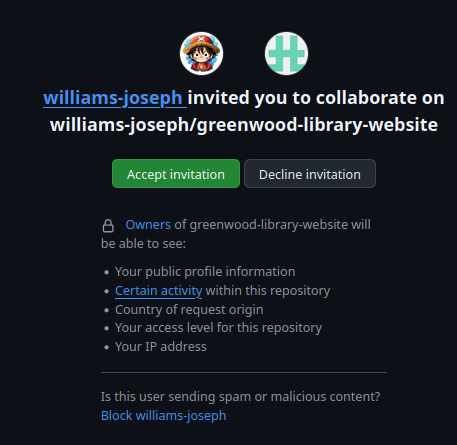 williams-joseph invited you to collaborate on
williams-joseph/greenwood-library-website
Accept invitation Decline invitation
Owners of greenwood-library-website will
be able to see:
• Your public profile information
• Certain activity within this repository
• Country of request origin
• Your access level for this repository
• Your IP address
Is this user sending spam or malicious content?
Block williams-joseph